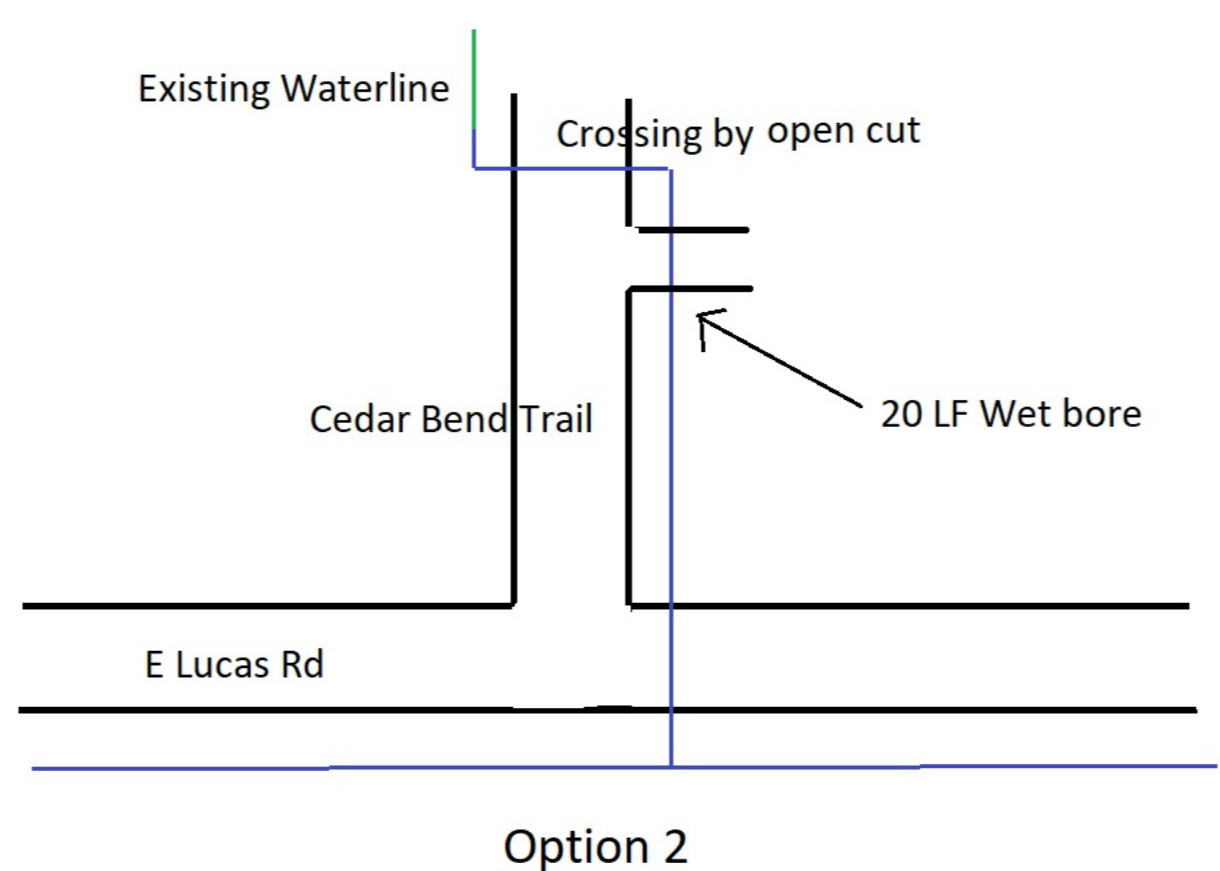 Existing Waterline
Crossing by open cut
20 LF Wet bore
Cedar Bend Trail
E Lucas Rd
Option 2